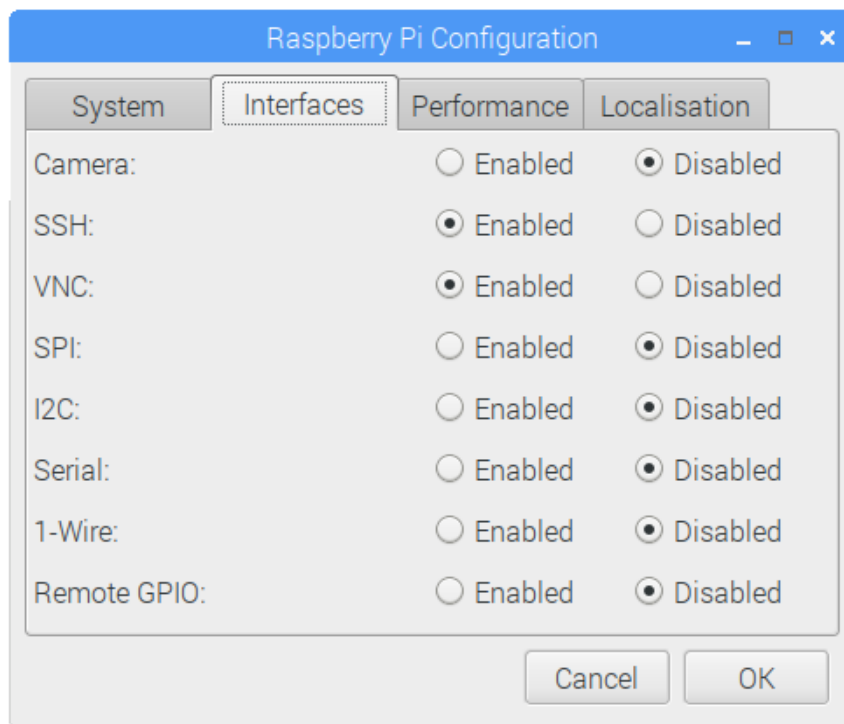 Raspberry Pi Configuration
System Interfaces Performance Localisation
Camera: Enabled Disabled
SSH: Enabled Disabled
VNC: Enabled Disabled
SPI: Enabled Disabled
I2C: Enabled Disabled
Serial: Enabled Disabled
1-Wire: Enabled Disabled
Remote GPIO: Enabled Disabled
Cancel OK